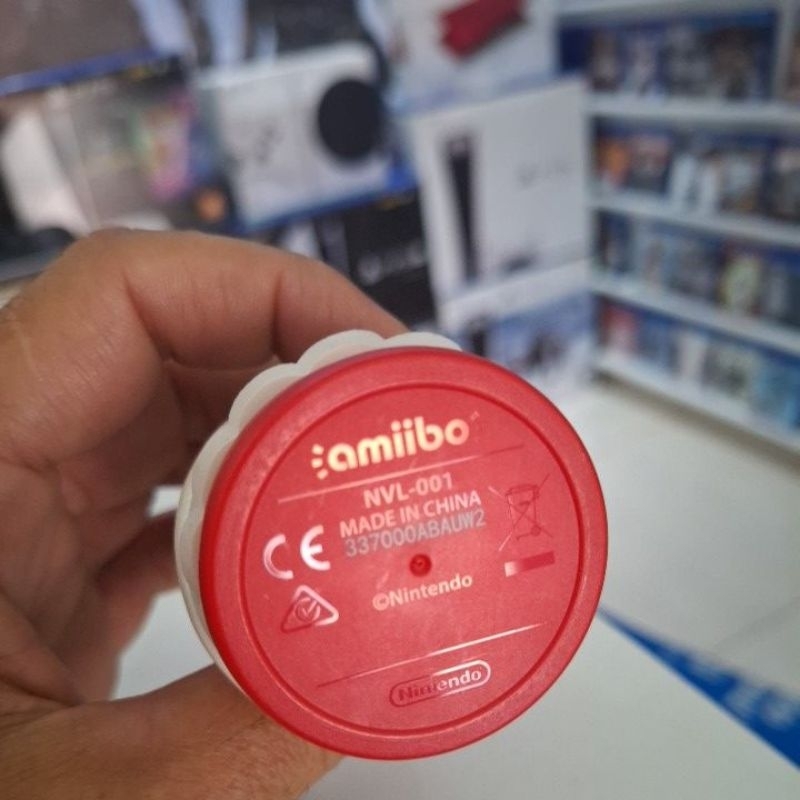 amiibo
NVL-001
MADE IN CHINA
337000ABAUW2
CE
©Nintendo
Nintendo